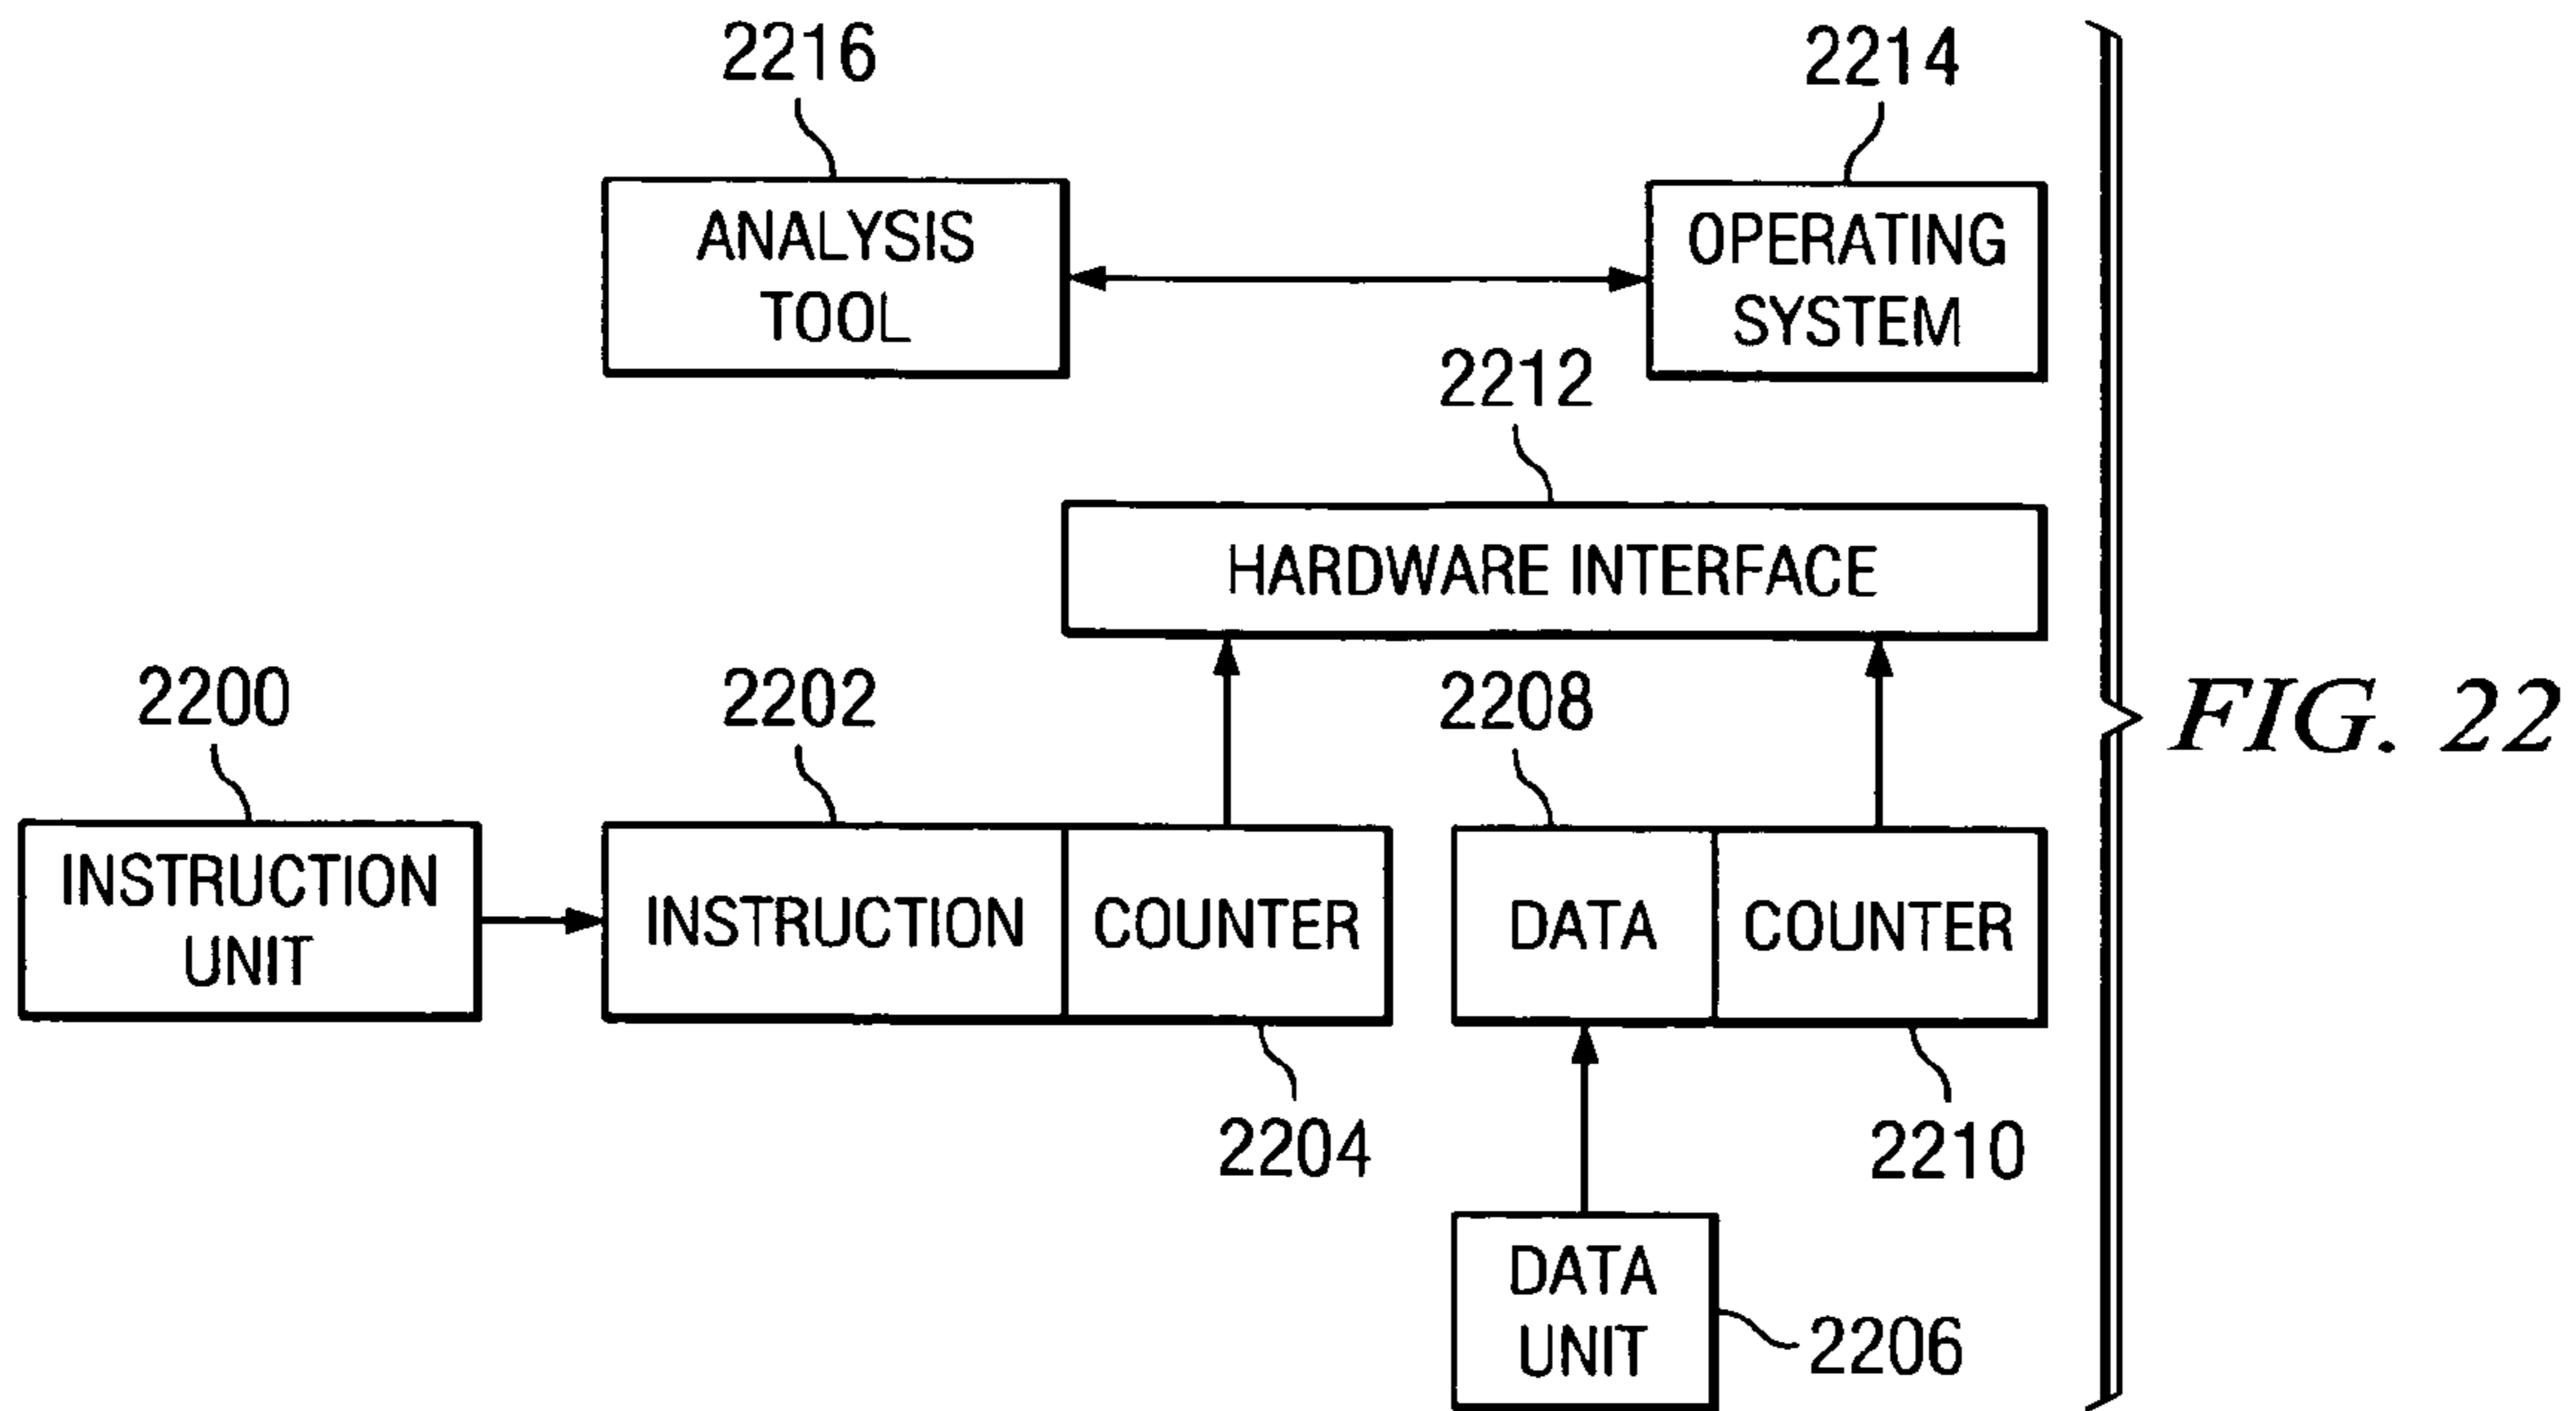 2216
2214
ANALYSIS
TOOL
OPERATING
SYSTEM
2212
HARDWARE INTERFACE
2200
2202
2208
FIG. 22
INSTRUCTION
UNIT
INSTRUCTION
COUNTER
DATA
COUNTER
2204
2210
DATA
UNIT
2206